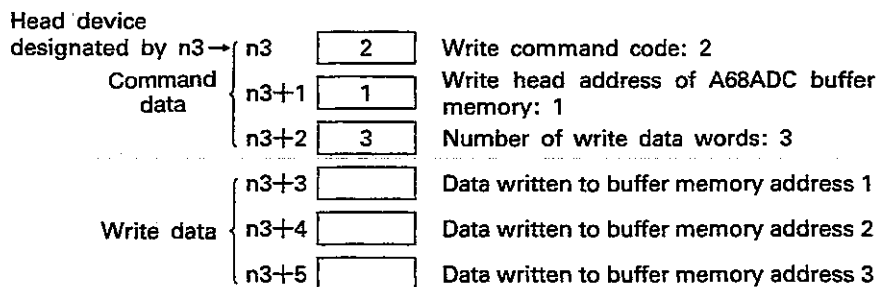 Head device
designated by n3→ n3 2 Write command code: 2
Command data n3+1 1 Write head address of A68ADC buffer memory: 1
n3+2 3 Number of write data words: 3
Write data n3+3 Data written to buffer memory address 1
n3+4 Data written to buffer memory address 2
n3+5 Data written to buffer memory address 3